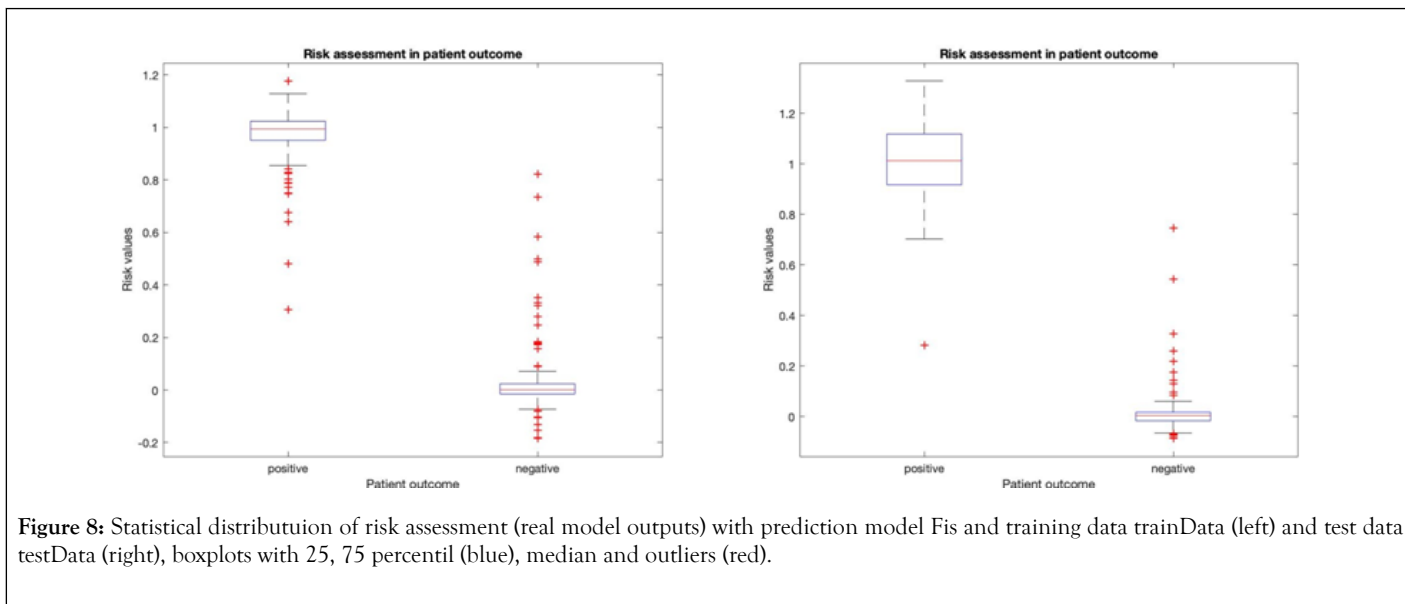 Risk assessment in patient outcome
1.2
1
0.8
0.6
0.4
0.2
0
-0.2
Risk values
positive
negative
Patient outcome
Risk assessment in patient outcome
1.2
1
0.8
0.6
0.4
0.2
0
Risk values
positive
negative
Patient outcome
Figure 8: Statistical distributuion of risk assessment (real model outputs) with prediction model Fis and training data trainData (left) and test data
testData (right), boxplots with 25, 75 percentil (blue), median and outliers (red).